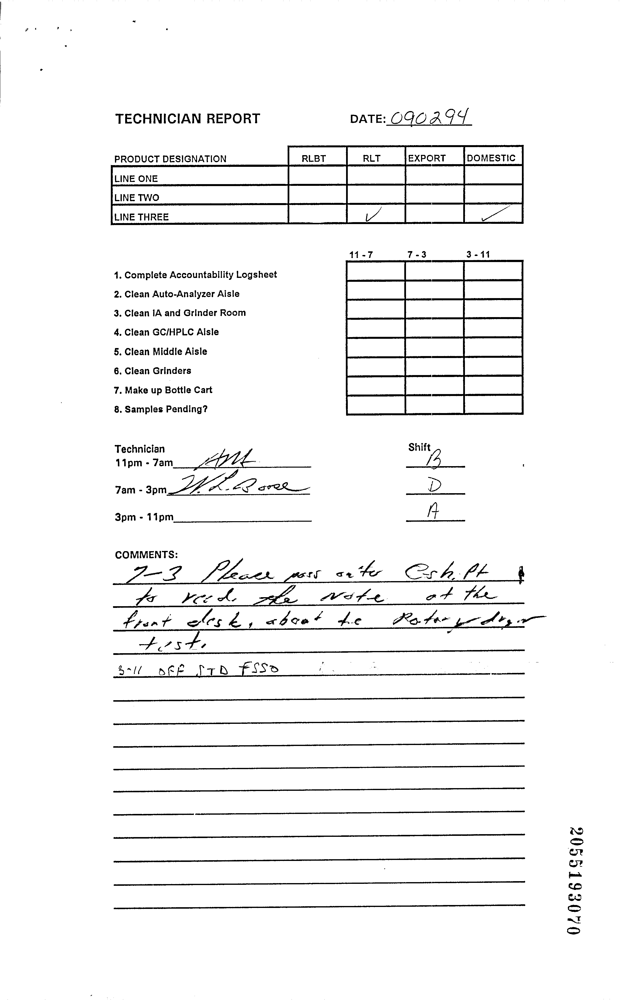 TECHNICIAN REPORT DATE: 090294
PRODUCT DESIGNATION RLBT RLT EXPORT DOMESTIC
LINE ONE
LINE TWO
LINE THREE ✓ ✓
11 - 7 7 - 3 3 - 11
1. Complete Accountability Logsheet
2. Clean Auto-Analyzer Aisle
3. Clean IA and Grinder Room
4. Clean GC/HPLC Aisle
5. Clean Middle Aisle
6. Clean Grinders
7. Make up Bottle Cart
8. Samples Pending?
Technician Shift
11pm - 7am B
7am - 3pm D
3pm - 11pm A
COMMENTS:
7-3 Please pass on to
to read the Note at the
front desk, about the Rotary dryer
test.
3-11 OFF STD FSSD
2055193070